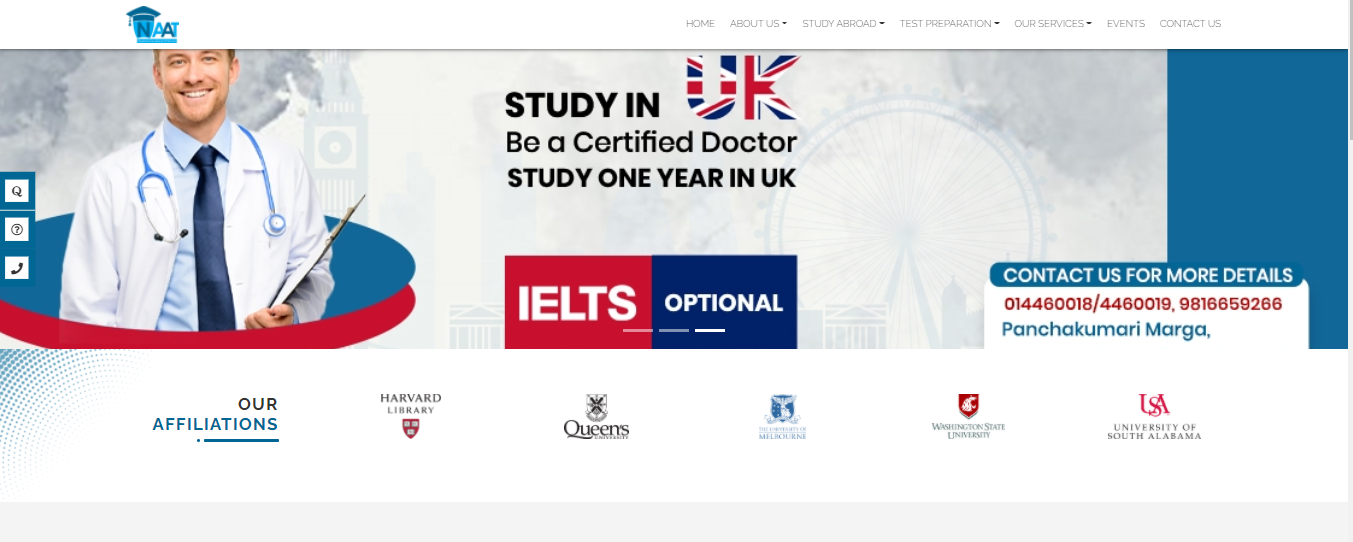 NAAT
HOME ABOUT US STUDY ABROAD TEST PREPARATION OUR SERVICES EVENTS CONTACT US
STUDY IN UK
Be a Certified Doctor
STUDY ONE YEAR IN UK
Q
?
IELTS OPTIONAL
CONTACT US FOR MORE DETAILS
014460018/4460019, 9816659266
Panchakumari Marga,
OUR
AFFILIATIONS
HARVARD
LIBRARY
Queen's
UNIVERSITY
THE UNIVERSITY OF
MELBOURNE
WASHINGTON STATE
UNIVERSITY
USA
UNIVERSITY OF
SOUTH ALABAMA